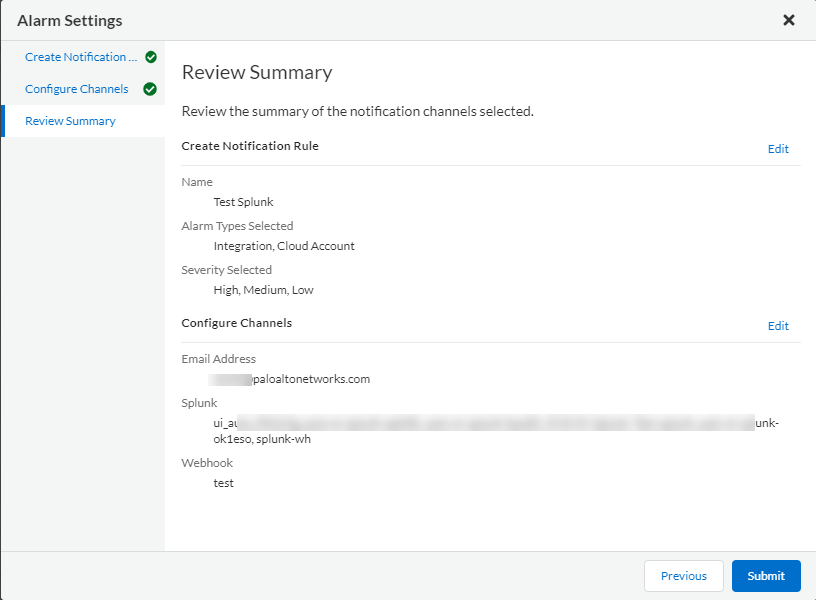 Alarm Settings
Create Notification ...
Configure Channels
Review Summary
Review Summary
Review the summary of the notification channels selected.
Create Notification Rule
Edit
Name
Test Splunk
Alarm Types Selected
Integration, Cloud Account
Severity Selected
High, Medium, Low
Configure Channels
Edit
Email Address
@paloaltonetworks.com
Splunk
ui_au unk-
ok1eso, splunk-wh
Webhook
test
Previous
Submit